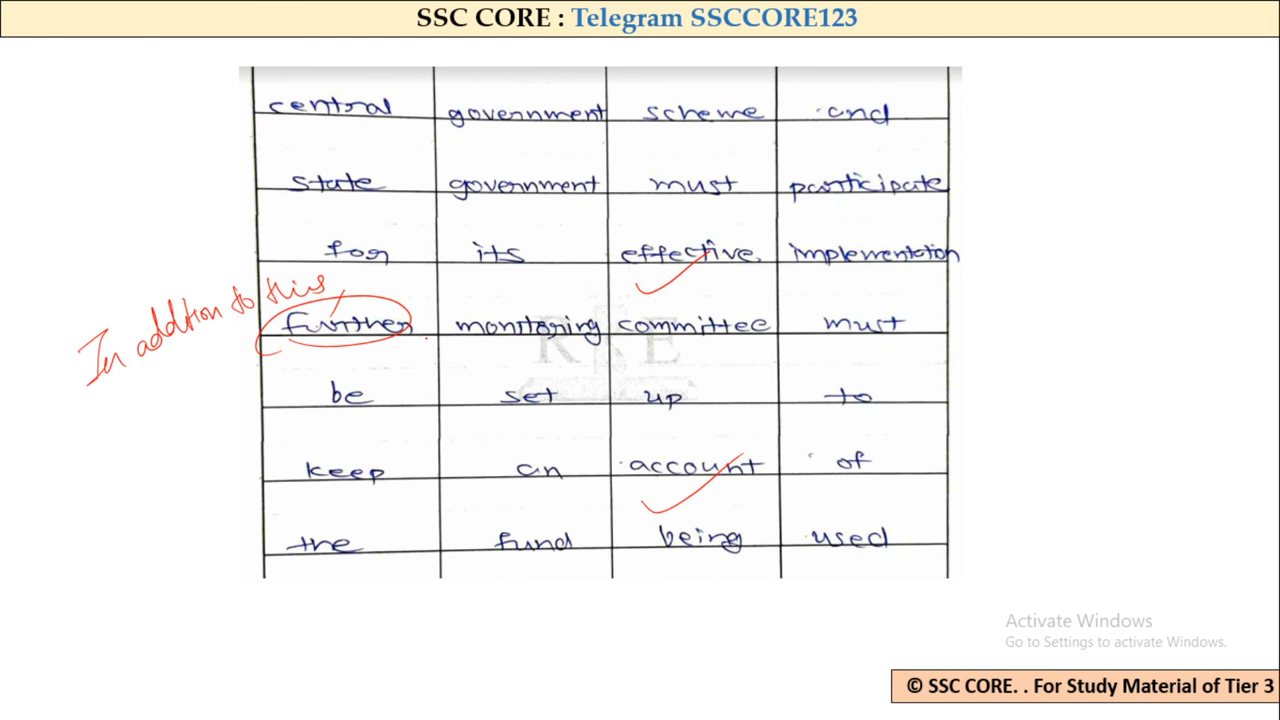 SSC CORE : Telegram SSCCORE123
central government scheme and
state government must participate
for its effective implementation
In addtion to this
further monitoring committee must
R S E
be set up to
keep an account of
the fund being used
Activate Windows
Go to Settings to activate Windows.
© SSC CORE. . For Study Material of Tier 3